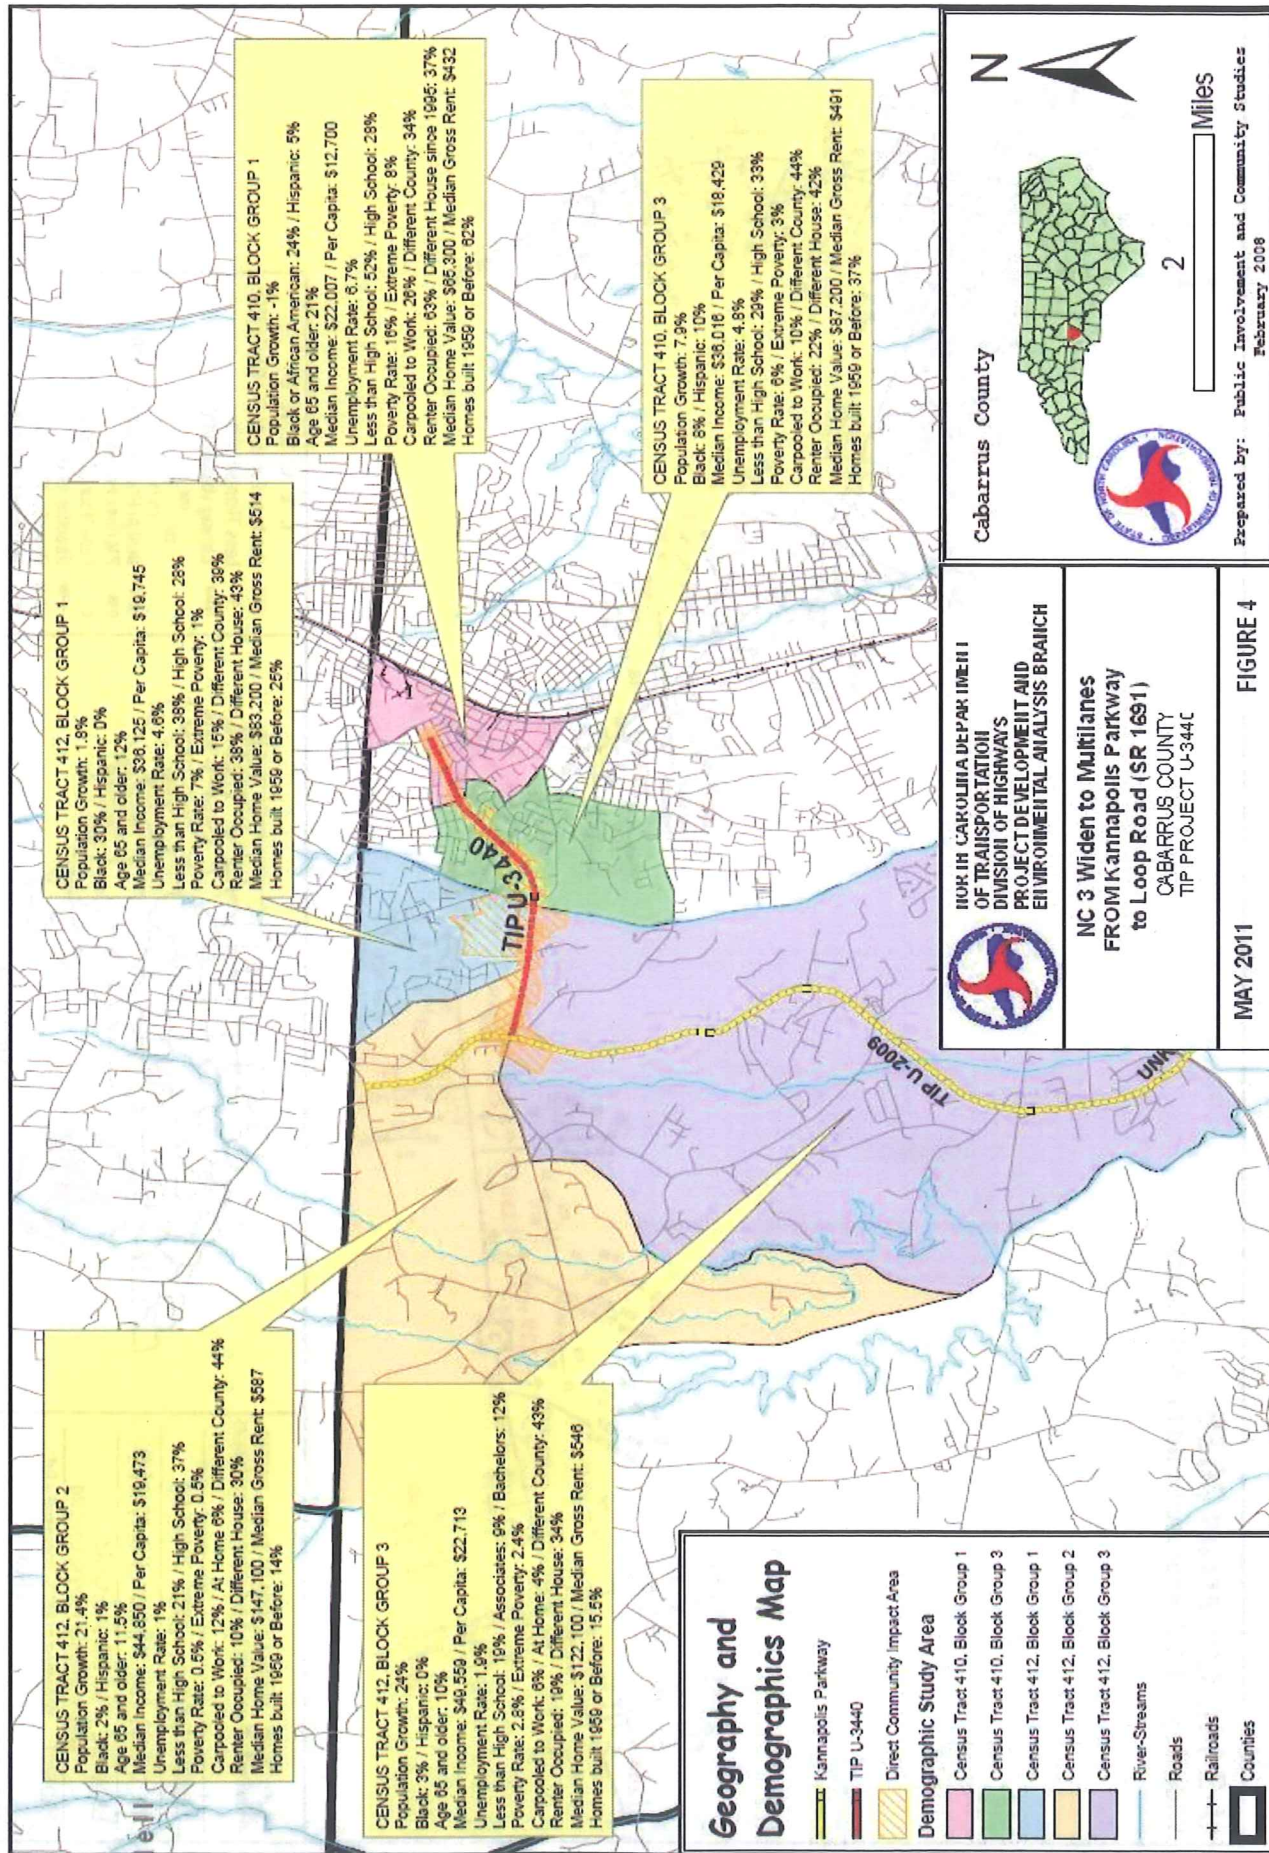 CENSUS TRACT 412, BLOCK GROUP 2
Population Growth: 21.4%
Black: 2% / Hispanic: 1%
Age 65 and older: 11.5%
Median Income: $44,850 / Per Capita: $19,473
Unemployment Rate: 1%
Less than High School: 21% / High School: 37%
Poverty Rate: 0.5% / Extreme Poverty: 0.5%
Carpooled to Work: 12% / At Home 6% / Different County: 44%
Renter Occupied: 10% / Different House: 30%
Median Home Value: $147,100 / Median Gross Rent: $587
Homes built 1959 or Before: 14%
CENSUS TRACT 412, BLOCK GROUP 1
Population Growth: 1.8%
Black: 30% / Hispanic: 0%
Age 65 and older: 12%
Median Income: $36,125 / Per Capita: $19,745
Unemployment Rate: 4.6%
Less than High School: 38% / High School: 28%
Poverty Rate: 7% / Extreme Poverty: 1%
Carpooled to Work: 15% / Different County: 39%
Renter Occupied: 38% / Different House: 43%
Median Home Value: $83,200 / Median Gross Rent: $514
Homes built 1959 or Before: 25%
CENSUS TRACT 410, BLOCK GROUP 1
Population Growth: -1%
Black or African American: 24% / Hispanic: 5%
Age 65 and older: 21%
Median Income: $22,007 / Per Capita: $12,700
Unemployment Rate: 6.7%
Less than High School: 52% / High School: 28%
Poverty Rate: 16% / Extreme Poverty: 8%
Carpooled to Work: 26% / Different County: 34%
Renter Occupied: 63% / Different House since 1995: 37%
Median Home Value: $65,300 / Median Gross Rent: $432
Homes built 1959 or Before: 62%
CENSUS TRACT 412, BLOCK GROUP 3
Population Growth: 24%
Black: 3% / Hispanic: 0%
Age 65 and older: 10%
Median Income: $49,559 / Per Capita: $22,713
Unemployment Rate: 1.9%
Less than High School: 19% / Associates: 9% / Bachelors: 12%
Poverty Rate: 2.8% / Extreme Poverty: 2.4%
Carpooled to Work: 6% / At Home: 4% / Different County: 43%
Renter Occupied: 19% / Different House: 34%
Median Home Value: $122,100 / Median Gross Rent: $546
Homes built 1959 or Before: 15.5%
CENSUS TRACT 410, BLOCK GROUP 3
Population Growth: 7.9%
Black: 8% / Hispanic: 10%
Median Income: $36,016 / Per Capita: $18,429
Unemployment Rate: 4.8%
Less than High School: 29% / High School: 33%
Poverty Rate: 6% / Extreme Poverty: 3%
Carpooled to Work: 10% / Different County: 44%
Renter Occupied: 22% / Different House: 42%
Median Home Value: $87,200 / Median Gross Rent: $491
Homes built 1959 or Before: 37%
TIP U-3440
TIP U-2009
UNK
Geography and
Demographics Map
Kannapolis Parkway
TIP U-3440
Direct Community Impact Area
Demographic Study Area
Census Tract 410, Block Group 1
Census Tract 410, Block Group 3
Census Tract 412, Block Group 1
Census Tract 412, Block Group 2
Census Tract 412, Block Group 3
River-Streams
Roads
Railroads
Counties
NORTH CAROLINA DEPARTMENT
OF TRANSPORTATION
DIVISION OF HIGHWAYS
PROJECT DEVELOPMENT AND
ENVIRONMENTAL ANALYSIS BRANCH
NC 3 Widen to Multilanes
FROM Kannapolis Parkway
to Loop Road (SR 1691)
CABARRUS COUNTY
TIP PROJECT U-344C
MAY 2011
FIGURE 4
Cabarrus County
N
2
Miles
Prepared by: Public Involvement and Community Studies
February 2008